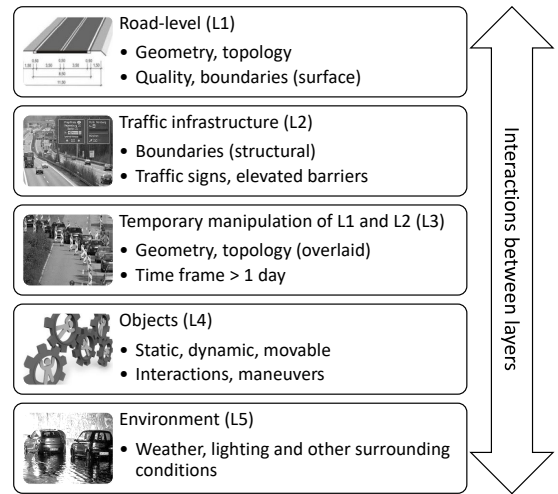 Road-level (L1)
• Geometry, topology
• Quality, boundaries (surface)
Traffic infrastructure (L2)
• Boundaries (structural)
• Traffic signs, elevated barriers
Temporary manipulation of L1 and L2 (L3)
• Geometry, topology (overlaid)
• Time frame > 1 day
Objects (L4)
• Static, dynamic, movable
• Interactions, maneuvers
Environment (L5)
• Weather, lighting and other surrounding
conditions
Interactions between layers